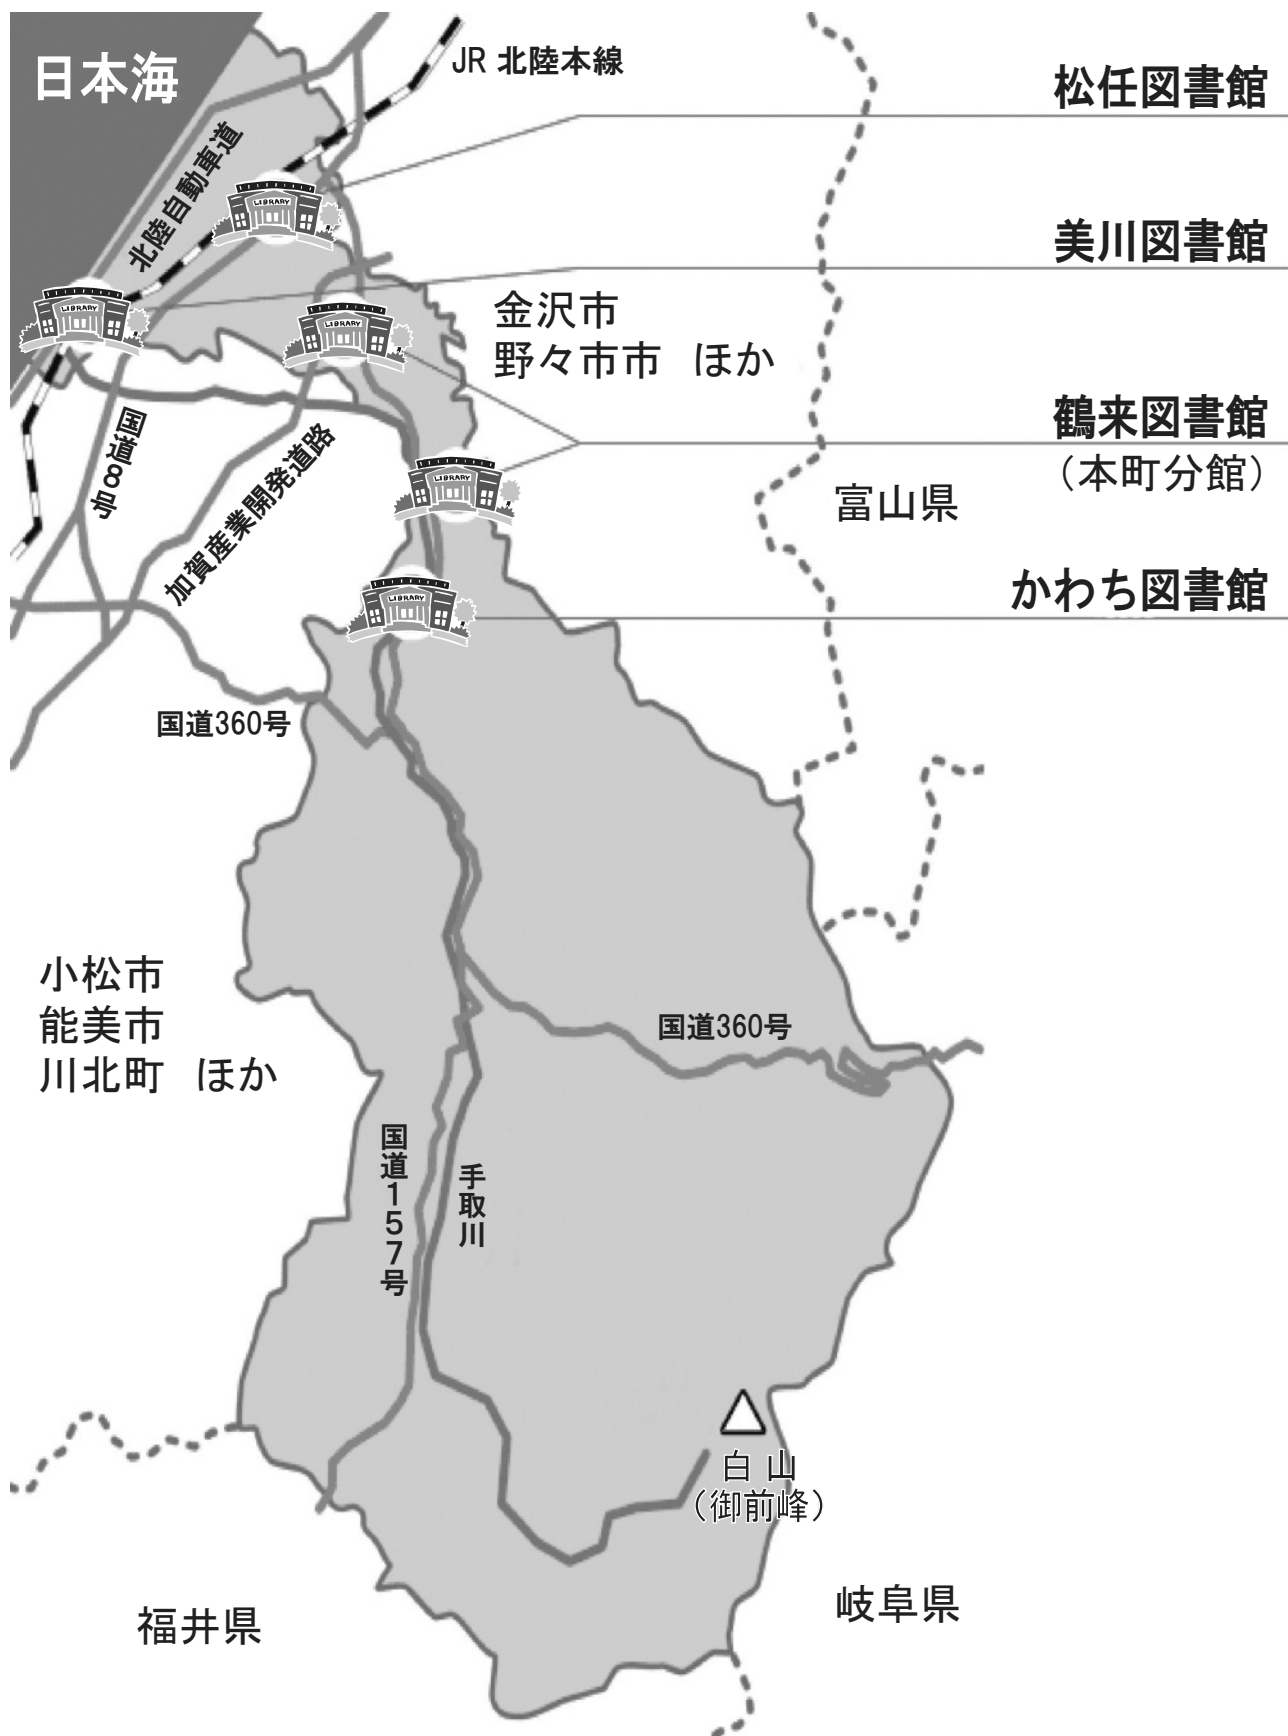 日本海
JR 北陸本線
松任図書館
北陸自動車道
LIBRARY
美川図書館
LIBRARY
LIBRARY
金沢市
野々市市　ほか
鶴来図書館
（本町分館）
国道8号
加賀産業開発道路
LIBRARY
富山県
かわち図書館
LIBRARY
国道360号
小松市
能美市
川北町　ほか
国道360号
国道157号
手取川
白山
（御前峰）
福井県
岐阜県